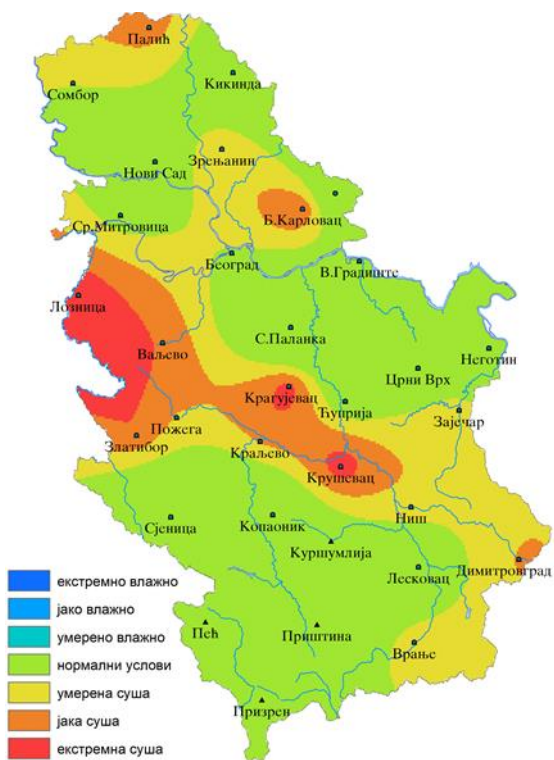 Палић
Кикинда
Сомбор
Зрењанин
Нови Сад
Б.Карловац
Ср.Митровица
Београд
В.Градиште
Лозница
С.Паланка
Ваљево
Неготин
Црни Врх
Крагујевац
Ћуприја
Зајечар
Пожега
Златибор
Краљево
Крушевац
Ниш
Сјеница
Копаоник
Куршумлија
Димитровград
Лесковац
екстремно влажно
јако влажно
умерено влажно
нормални услови
умерена суша
јака суша
екстремна суша
Пећ
Приштина
Врање
Призрен